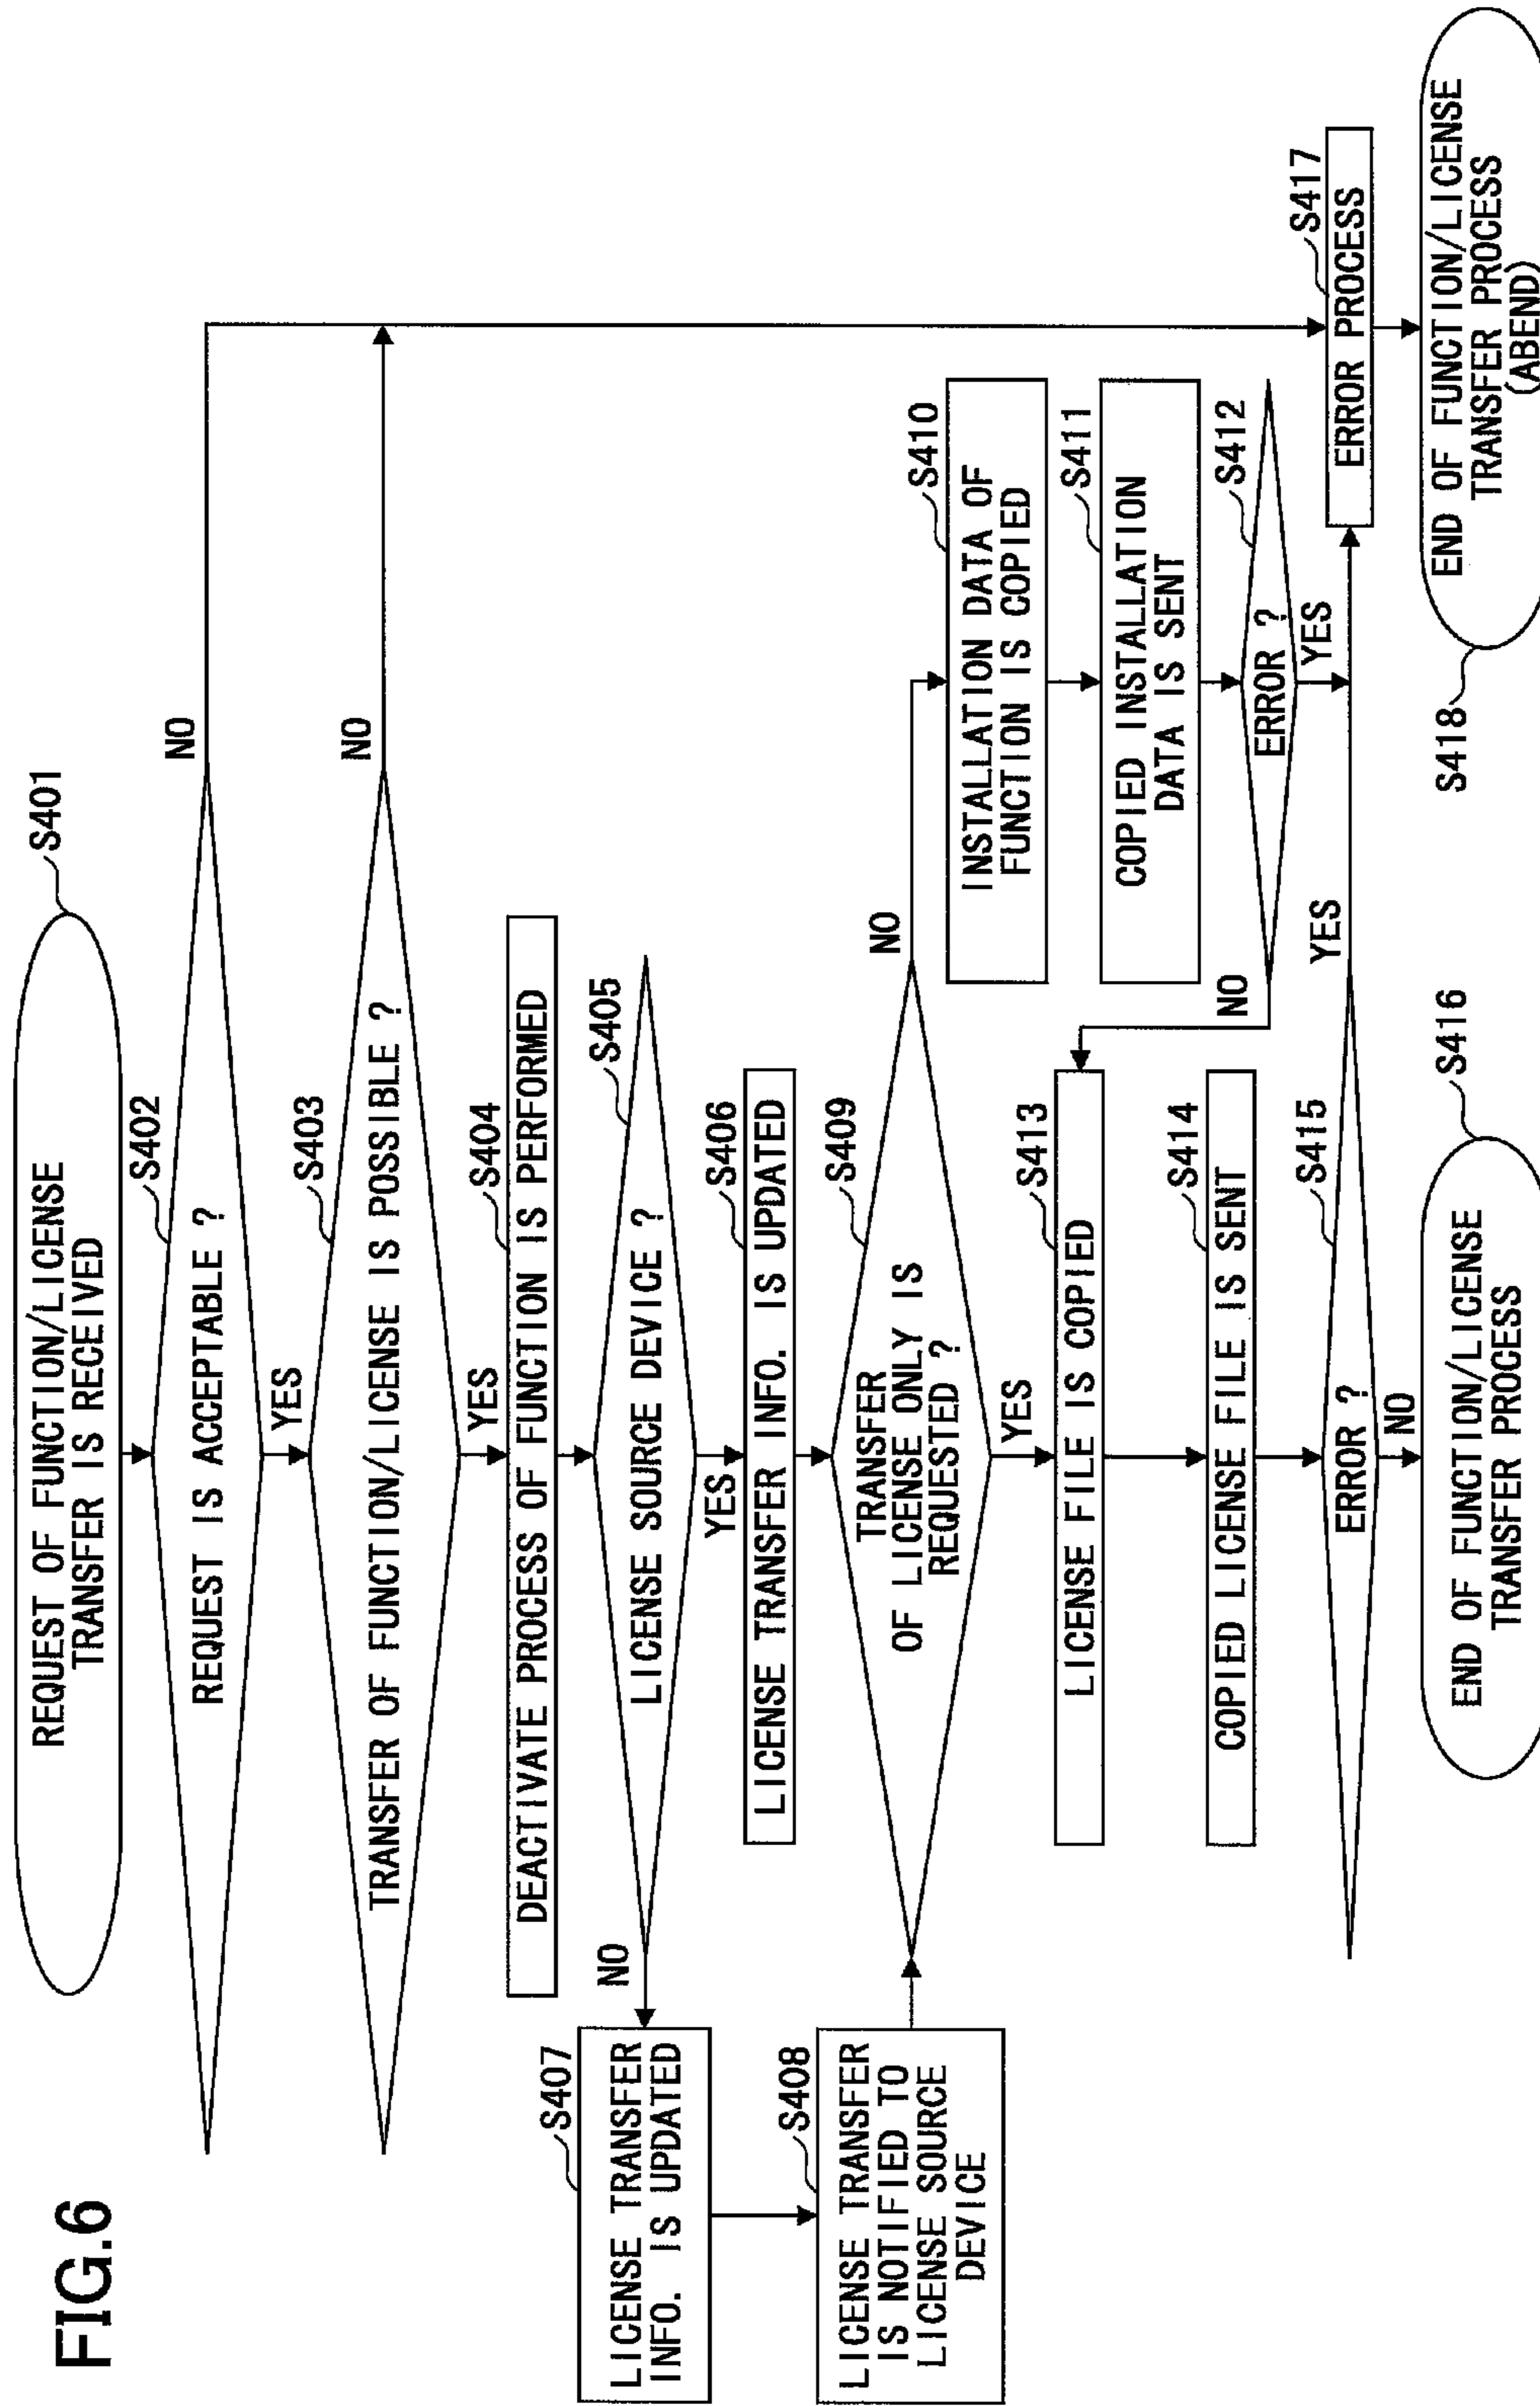 FIG.6
REQUEST OF FUNCTION/LICENSE
TRANSFER IS RECEIVED
S401
REQUEST IS ACCEPTABLE ?
S402
NO
YES
TRANSFER OF FUNCTION/LICENSE IS POSSIBLE ?
S403
NO
YES
DEACTIVATE PROCESS OF FUNCTION IS PERFORMED
S404
LICENSE SOURCE DEVICE ?
S405
NO
YES
LICENSE TRANSFER INFO. IS UPDATED
S406
LICENSE TRANSFER
INFO. IS UPDATED
S407
LICENSE TRANSFER
IS NOTIFIED TO
LICENSE SOURCE
DEVICE
S408
TRANSFER
OF LICENSE ONLY IS
REQUESTED ?
S409
NO
YES
INSTALLATION DATA OF
FUNCTION IS COPIED
S410
COPIED INSTALLATION
DATA IS SENT
S411
ERROR ?
S412
NO
YES
LICENSE FILE IS COPIED
S413
COPIED LICENSE FILE IS SENT
S414
ERROR ?
S415
YES
NO
END OF FUNCTION/LICENSE
TRANSFER PROCESS
S416
ERROR PROCESS
S417
END OF FUNCTION/LICENSE
TRANSFER PROCESS
(ABEND)
S418